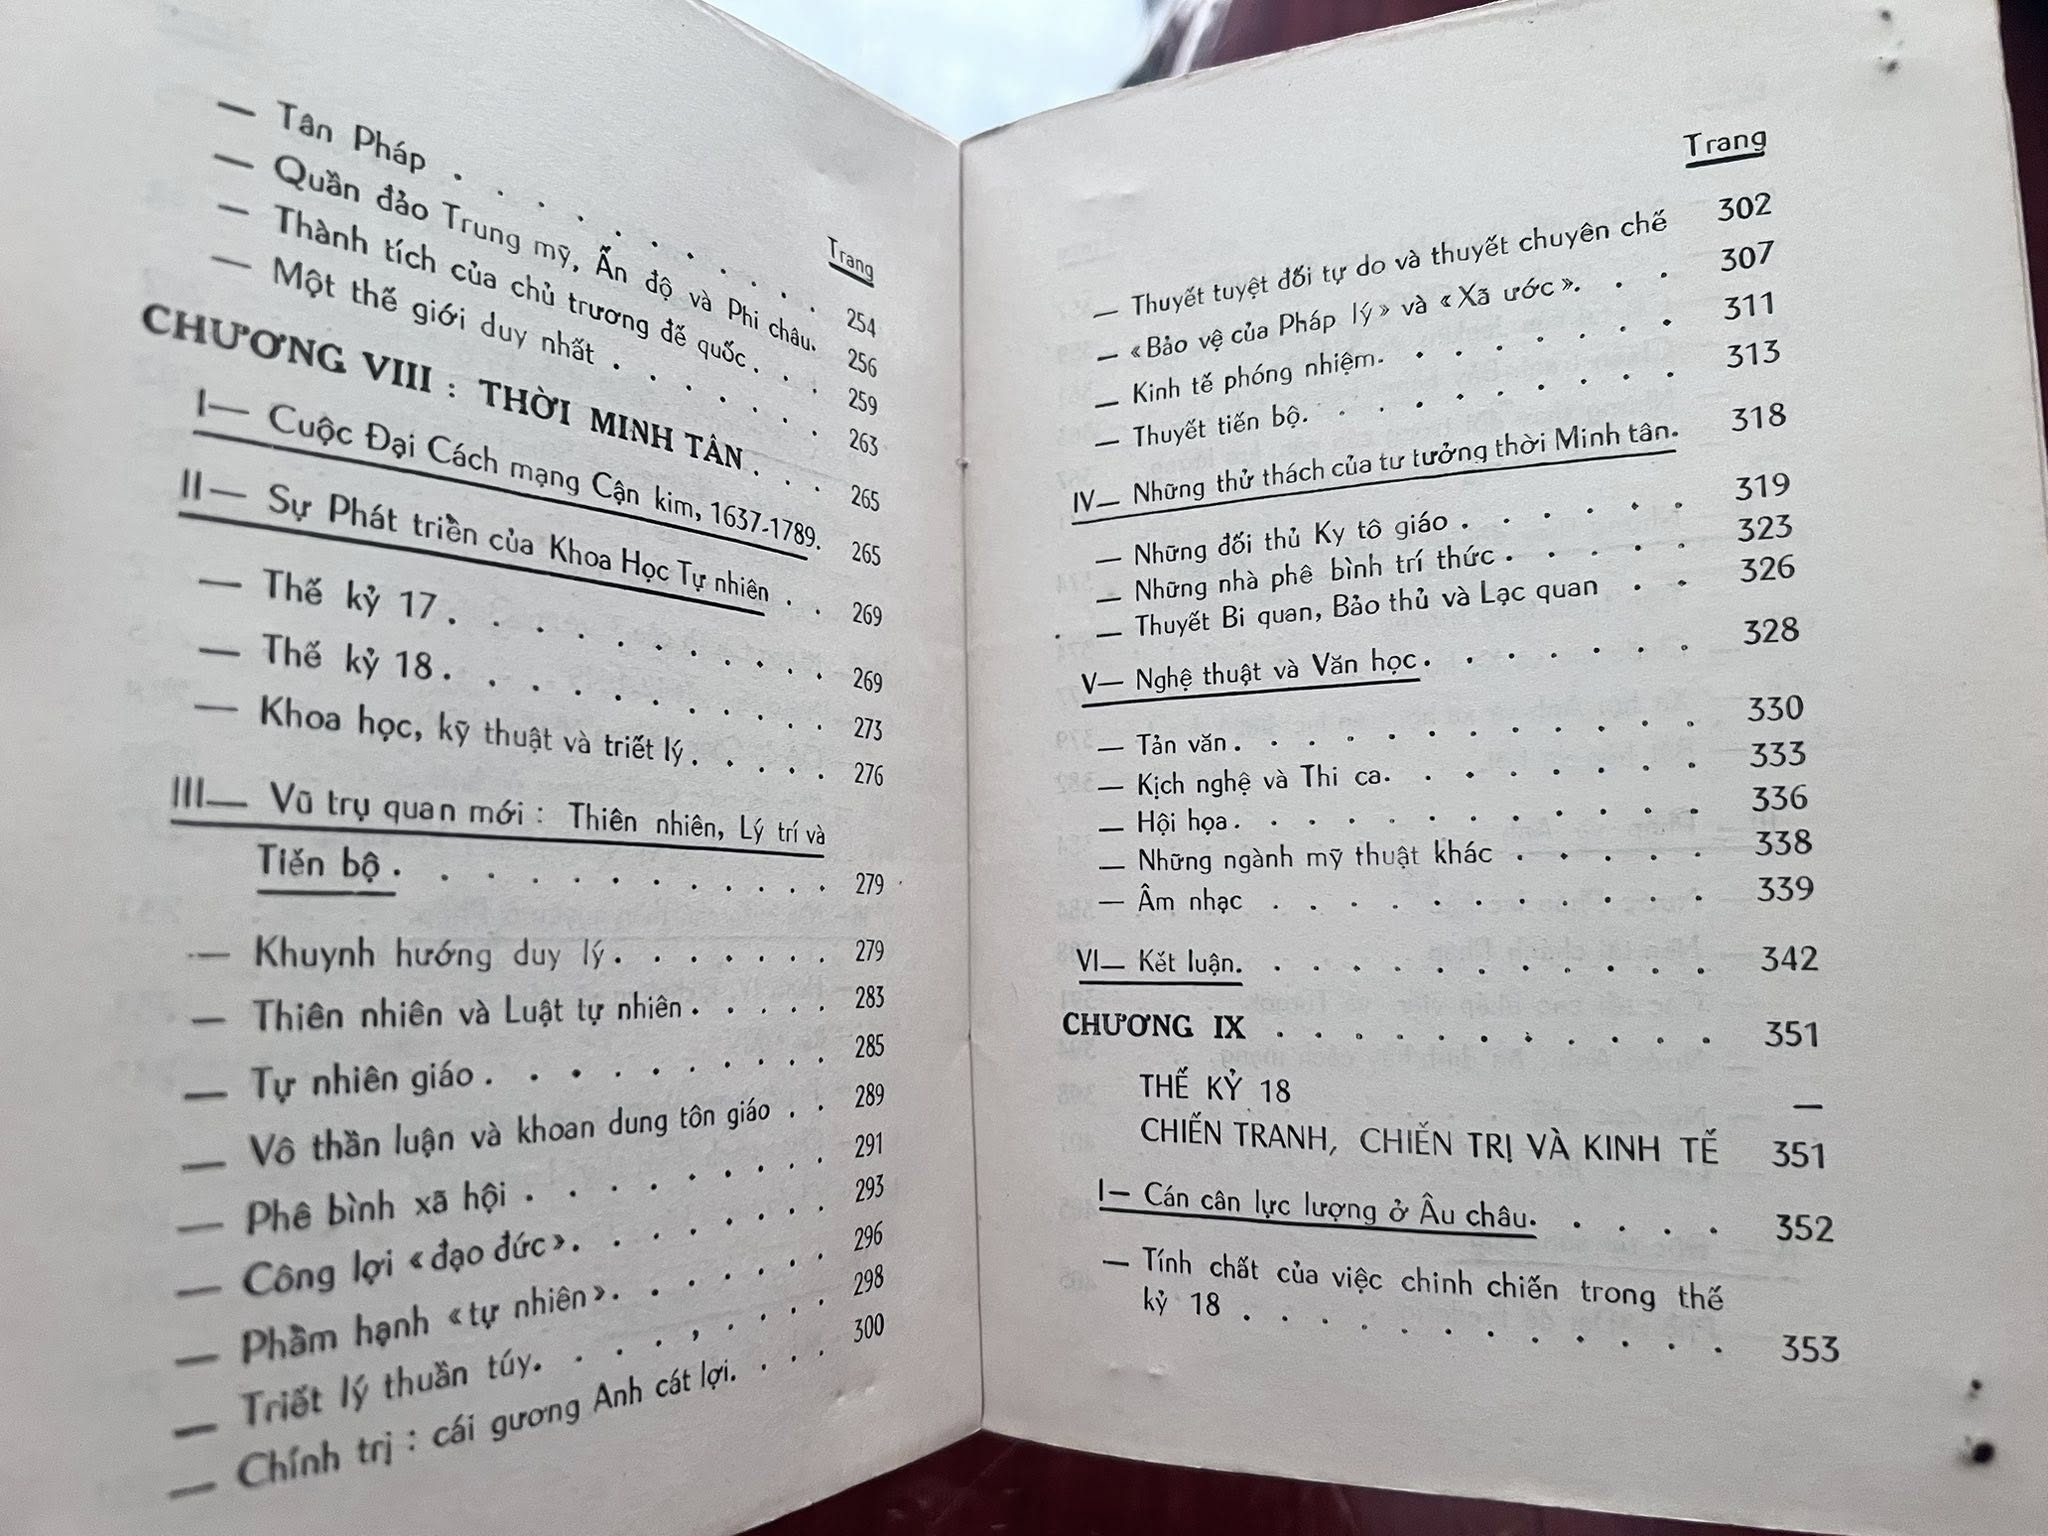 Trang
— Tân Pháp . . . . . . . . . 254
— Quần đảo Trung mỹ, Ấn độ và Phi châu. 256
— Thành tích của chủ trương đế quốc . . . 259
— Một thế giới duy nhất . . . . . . 263
CHƯƠNG VIII : THỜI MINH TÂN . . . 265
I— Cuộc Đại Cách mạng Cận kim, 1637-1789. 265
II— Sự Phát triển của Khoa Học Tự nhiên . . 269
— Thế kỷ 17 . . . . . . . . . 269
— Thế kỷ 18 . . . . . . . . . 273
— Khoa học, kỹ thuật và triết lý . . . . . 276
III— Vũ trụ quan mới : Thiên nhiên, Lý trí và
Tiến bộ . . . . . . . . . . . 279
— Khuynh hướng duy lý . . . . . . . 279
— Thiên nhiên và Luật tự nhiên . . . . . 283
— Tự nhiên giáo . . . . . . . . . 285
— Vô thần luận và khoan dung tôn giáo . . 289
— Phê bình xã hội . . . . . . . . 291
— Công lợi «đạo đức». . . . . . . 293
— Phẩm hạnh «tự nhiên». . . . . . 296
— Triết lý thuần túy. . . . , . . . 298
— Chính trị : cái gương Anh cát lợi. . . . 300
Trang
— Thuyết tuyệt đối tự do và thuyết chuyên chế 302
— «Bảo vệ của Pháp lý» và «Xã ước». . . 307
— Kinh tế phóng nhiệm. . . . . . . . 311
— Thuyết tiến bộ. . . . . . . . . . 313
IV— Những thử thách của tư tưởng thời Minh tân. 318
— Những đối thủ Ky tô giáo . . . . . . 319
— Những nhà phê bình trí thức . . . . . 323
— Thuyết Bi quan, Bảo thủ và Lạc quan . . 326
V— Nghệ thuật và Văn học . . . . . . . 328
— Tản văn . . . . . . . . . . . . 330
— Kịch nghệ và Thi ca. . . . . . . . 333
— Hội họa. . . . . . . . . . . . 336
— Những ngành mỹ thuật khác . . . . . 338
— Âm nhạc . . . . . . . . . . . 339
VI— Kết luận. . . . . . . . . . . . 342
CHƯƠNG IX . . . . . . . . . . . 351
THẾ KỶ 18 —
CHIẾN TRANH, CHIẾN TRỊ VÀ KINH TẾ 351
I— Cán cân lực lượng ở Âu châu. . . . . 352
— Tính chất của việc chinh chiến trong thế
kỷ 18 . . . . . . . . . . . . 353